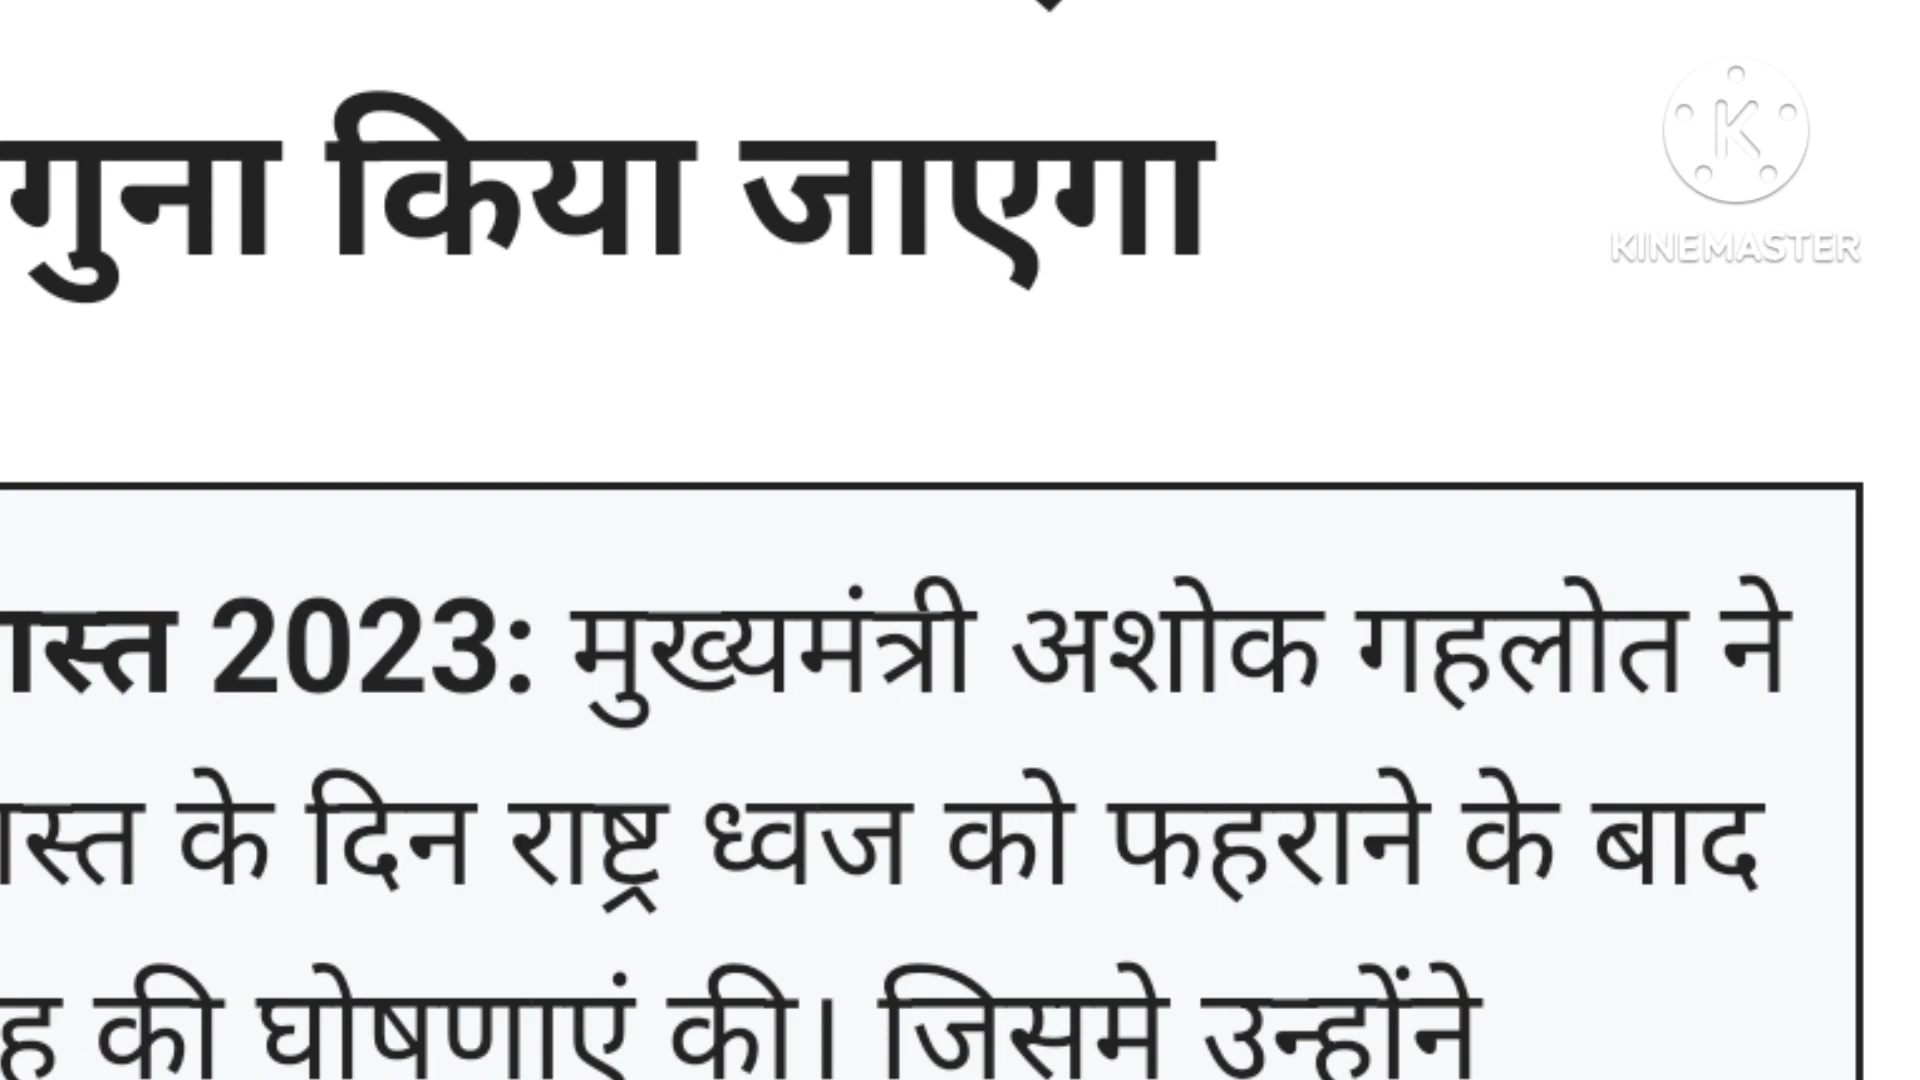 गुना किया जाएगा
KINEMASTER
2023: मुख्यमंत्री अशोक गहलोत ने
के दिन राष्ट्र ध्वज को फहराने के बाद
की घोषणाएं की। जिसमे उन्होंने